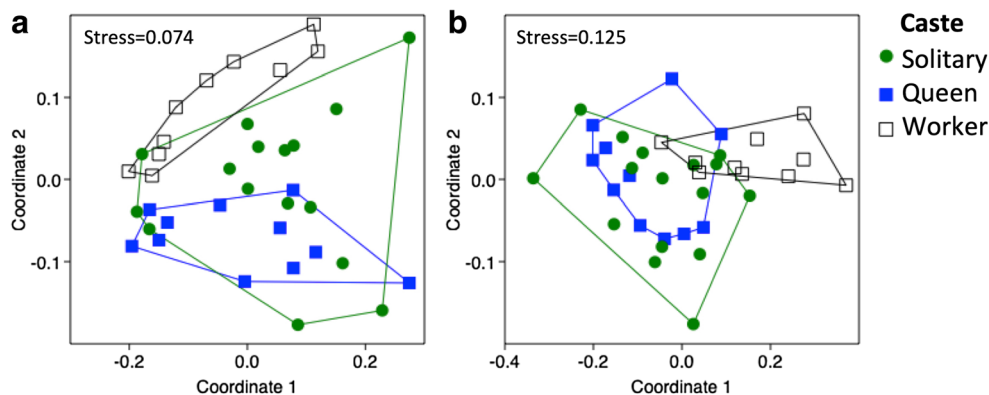 a
Stress=0.074
0.1
0.0
-0.1
Coordinate 2
-0.2
0.0
0.2
Coordinate 1
b
Stress=0.125
0.1
0.0
-0.1
Coordinate 2
-0.4
-0.2
0.0
0.2
Coordinate 1
Caste
Solitary
Queen
Worker